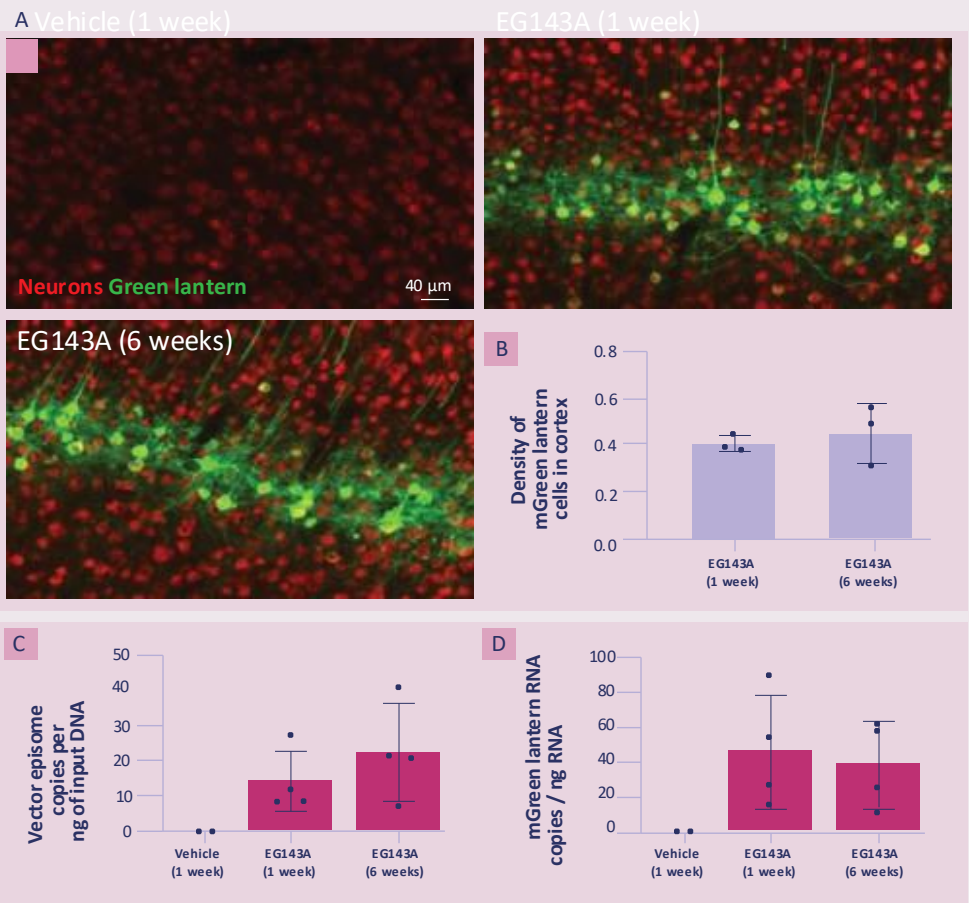 A Vehicle (1 week)
EG143A (1 week)
Neurons Green lantern
40 µm
EG143A (6 weeks)
B
Density of
mGreen lantern
cells in cortex
0.8
0.6
0.4
0.2
0.0
EG143A
(1 week)
EG143A
(6 weeks)
C
Vector episome
copies per
ng of input DNA
50
40
30
20
10
0
Vehicle
(1 week)
EG143A
(1 week)
EG143A
(6 weeks)
D
mGreen lantern RNA
copies / ng RNA
100
80
60
40
20
0
Vehicle
(1 week)
EG143A
(1 week)
EG143A
(6 weeks)